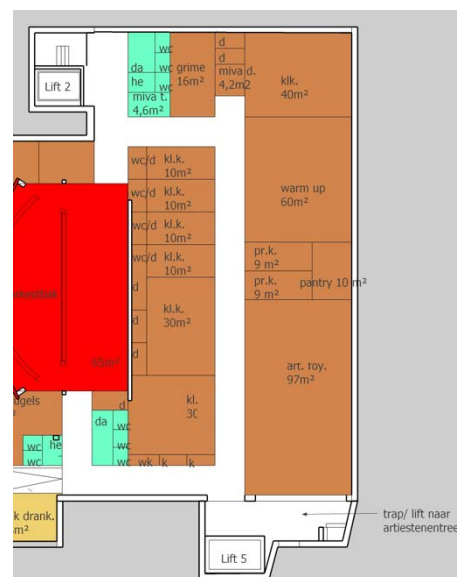 wc
da
wc
grime
16m²
he
wc
miva t.
4,6m²
d
d
miva d.
4,2m2
klk.
40m²
Lift 2
wc/d
kl.k.
10m²
wc/d
kl.k.
10m²
wc/d
kl.k.
10m²
wc/d
kl.k.
10m²
warm up
60m²
pr.k.
9 m²
pr.k.
9 m²
pantry 10 m²
d
d
d
kl.k.
30m²
65m²
art. roy.
97m²
ugels
d
kl.
da
wc
wc
wc
wk
k
k
he
wc
wc
k drank.
m²
Lift 5
trap/ lift naar
artiestenentree